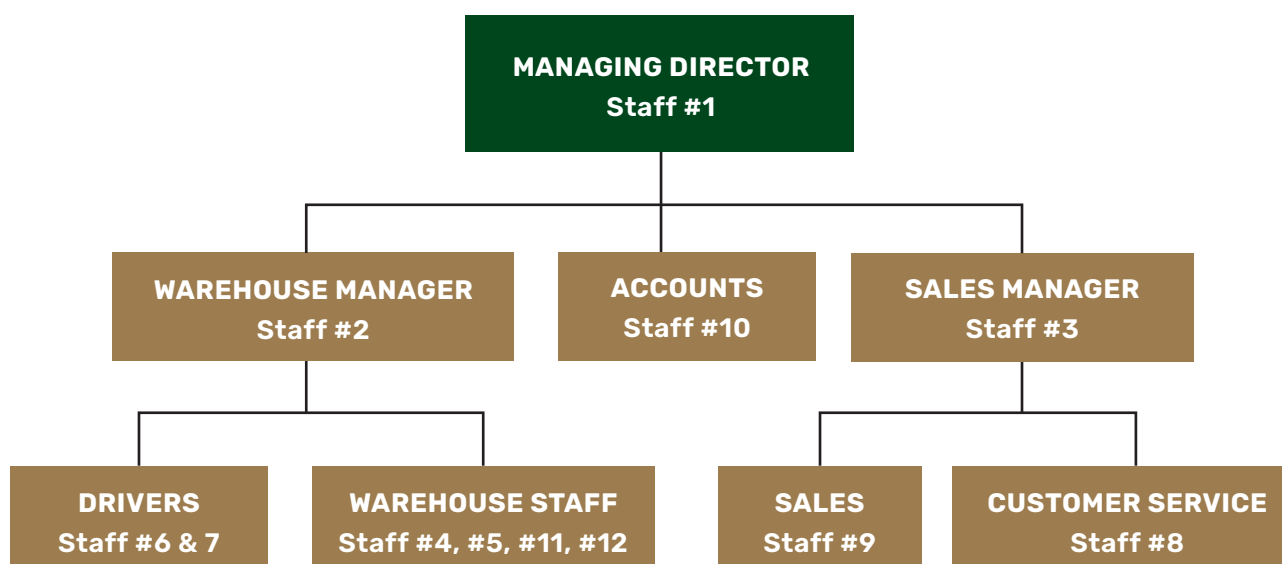 MANAGING DIRECTOR
Staff #1
WAREHOUSE MANAGER
Staff #2
ACCOUNTS
Staff #10
SALES MANAGER
Staff #3
DRIVERS
Staff #6 & 7
WAREHOUSE STAFF
Staff #4, #5, #11, #12
SALES
Staff #9
CUSTOMER SERVICE
Staff #8